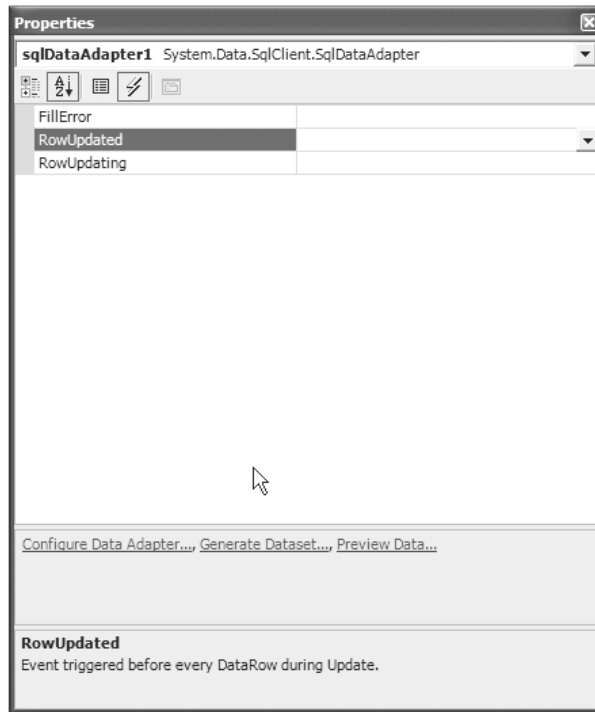 Properties
sqlDataAdapter1 System.Data.SqlClient.SqlDataAdapter
FillError
RowUpdated
RowUpdating
Configure Data Adapter..., Generate Dataset..., Preview Data...
RowUpdated
Event triggered before every DataRow during Update.